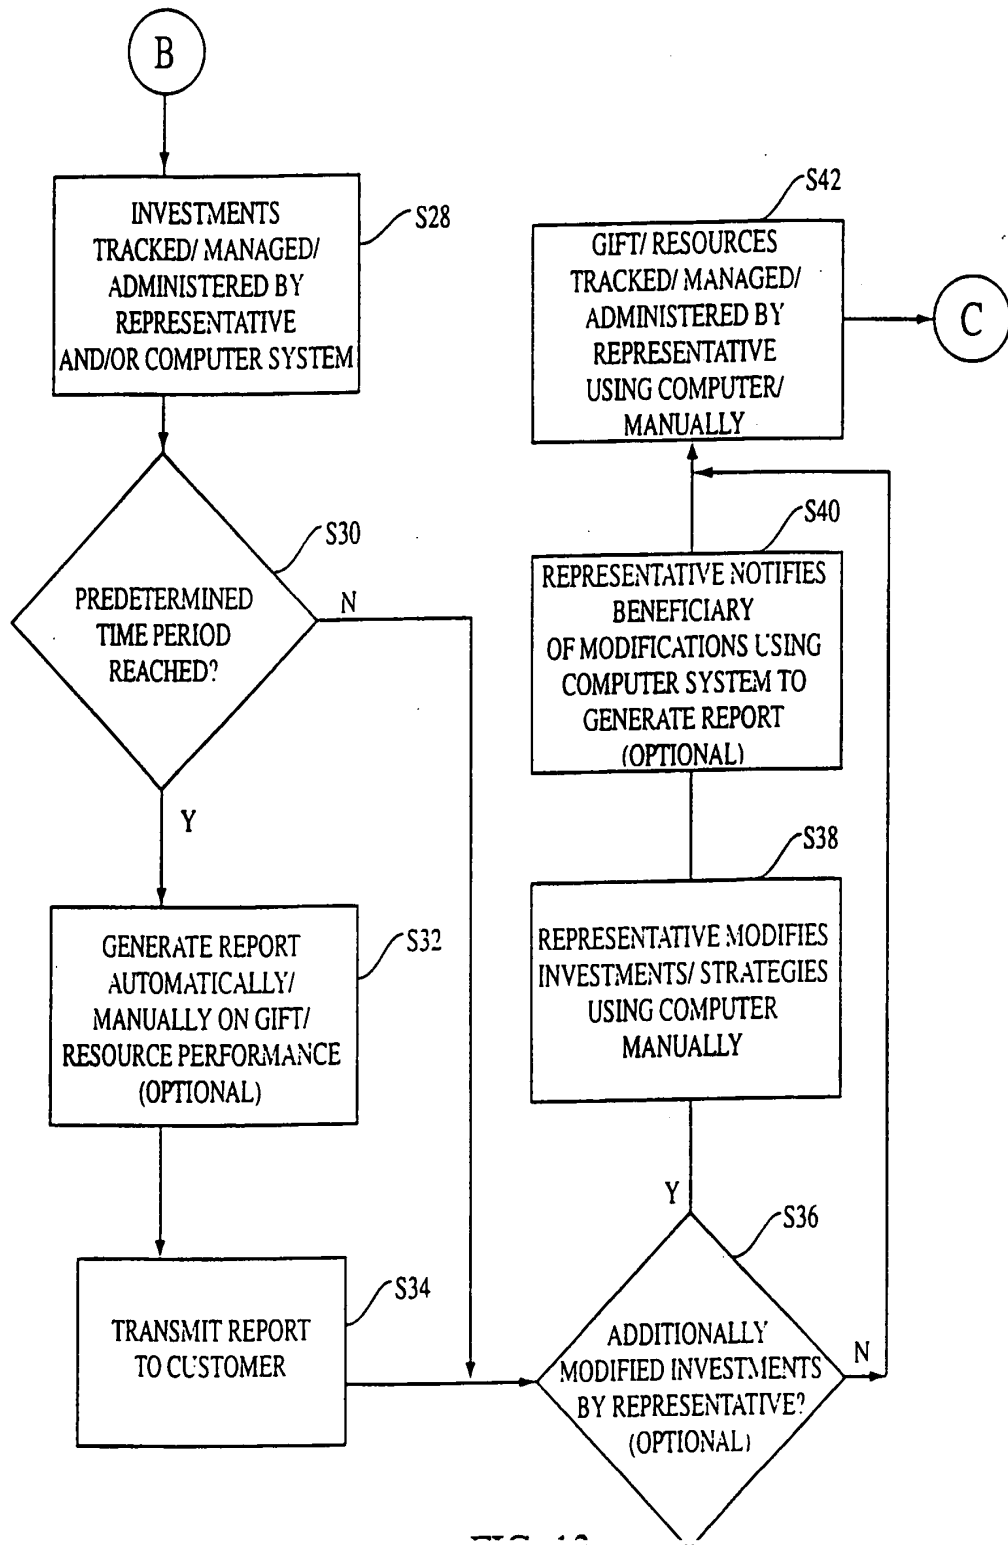 B
INVESTMENTS
TRACKED/ MANAGED/
ADMINISTERED BY
REPRESENTATIVE
AND/OR COMPUTER SYSTEM
S28
PREDETERMINED
TIME PERIOD
REACHED?
S30
N
Y
GENERATE REPORT
AUTOMATICALLY/
MANUALLY ON GIFT/
RESOURCE PERFORMANCE
(OPTIONAL)
S32
TRANSMIT REPORT
TO CUSTOMER
S34
ADDITIONALLY
MODIFIED INVESTMENTS
BY REPRESENTATIVE?
(OPTIONAL)
S36
N
Y
REPRESENTATIVE MODIFIES
INVESTMENTS/ STRATEGIES
USING COMPUTER
MANUALLY
S38
REPRESENTATIVE NOTIFIES
BENEFICIARY
OF MODIFICATIONS USING
COMPUTER SYSTEM TO
GENERATE REPORT
(OPTIONAL)
S40
GIFT/ RESOURCES
TRACKED/ MANAGED/
ADMINISTERED BY
REPRESENTATIVE
USING COMPUTER/
MANUALLY
S42
C